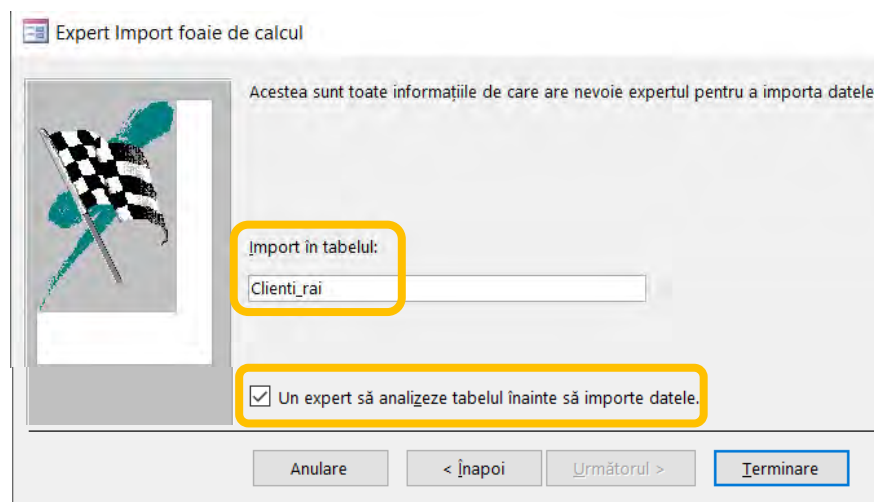 Expert Import foaie de calcul
Acestea sunt toate informațiile de care are nevoie expertul pentru a importa datele
Import în tabelul:
Clienti_rai
Un expert să analizeze tabelul înainte să importe datele.
Anulare
< Înapoi
Următorul >
Terminare